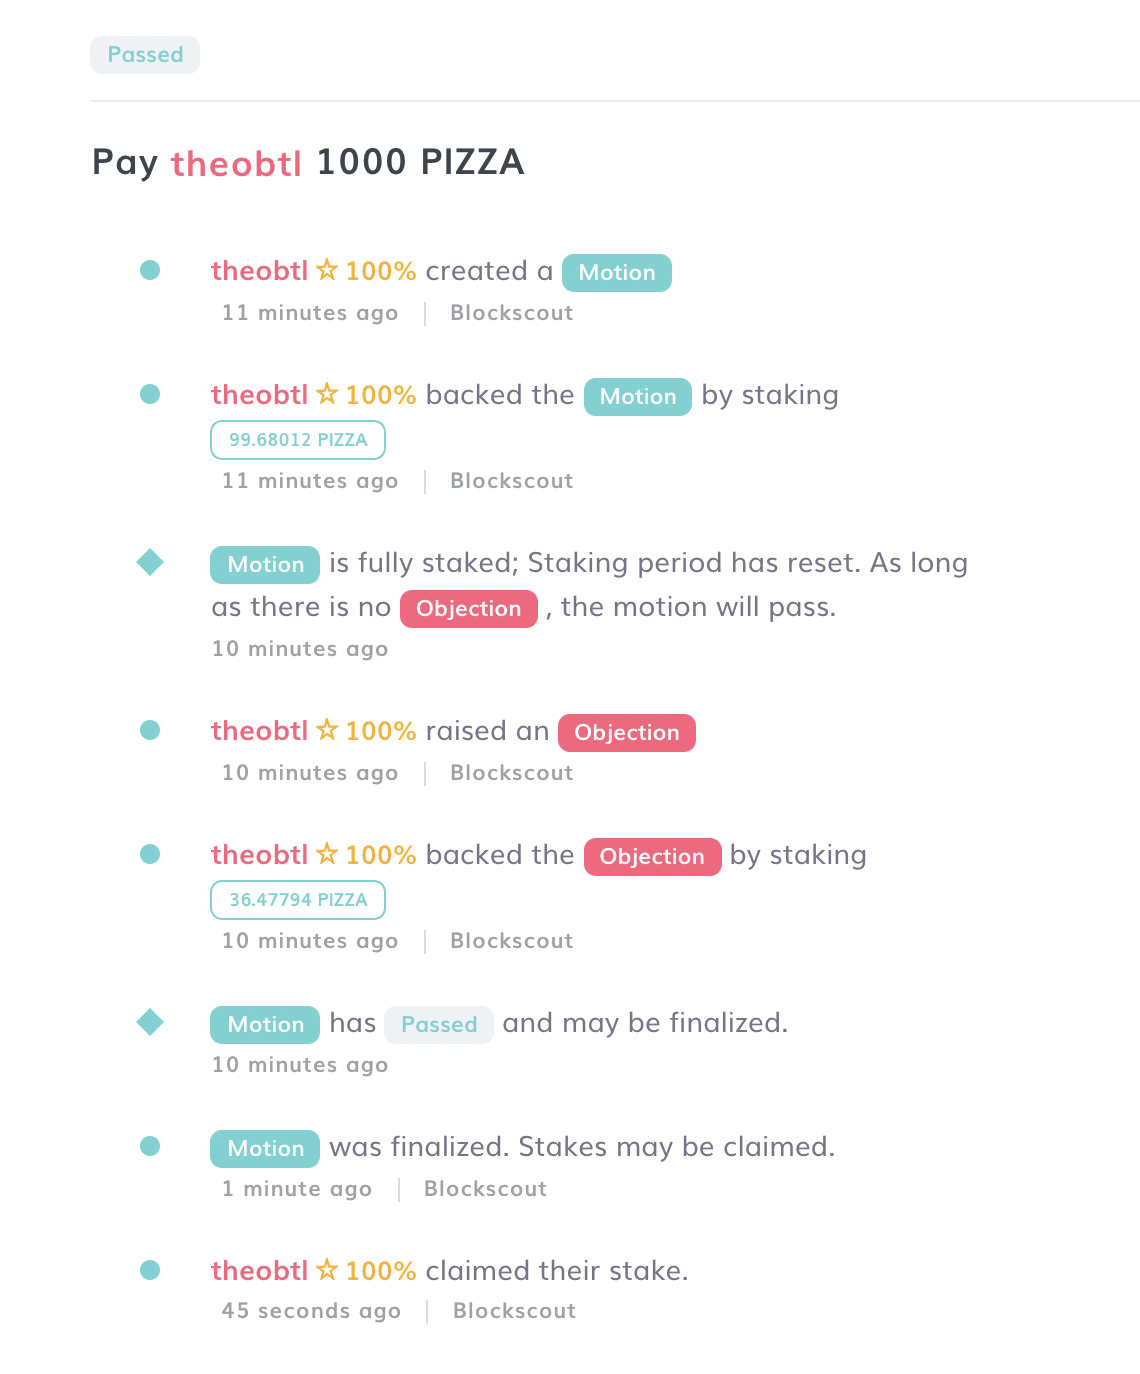 Passed
Pay theobtl 1000 PIZZA
theobtl ☆ 100% created a Motion
11 minutes ago | Blockscout
theobtl ☆ 100% backed the Motion by staking
99.68012 PIZZA
11 minutes ago | Blockscout
Motion is fully staked; Staking period has reset. As long
as there is no Objection , the motion will pass.
10 minutes ago
theobtl ☆ 100% raised an Objection
10 minutes ago | Blockscout
theobtl ☆ 100% backed the Objection by staking
36.47794 PIZZA
10 minutes ago | Blockscout
Motion has Passed and may be finalized.
10 minutes ago
Motion was finalized. Stakes may be claimed.
1 minute ago | Blockscout
theobtl ☆ 100% claimed their stake.
45 seconds ago | Blockscout